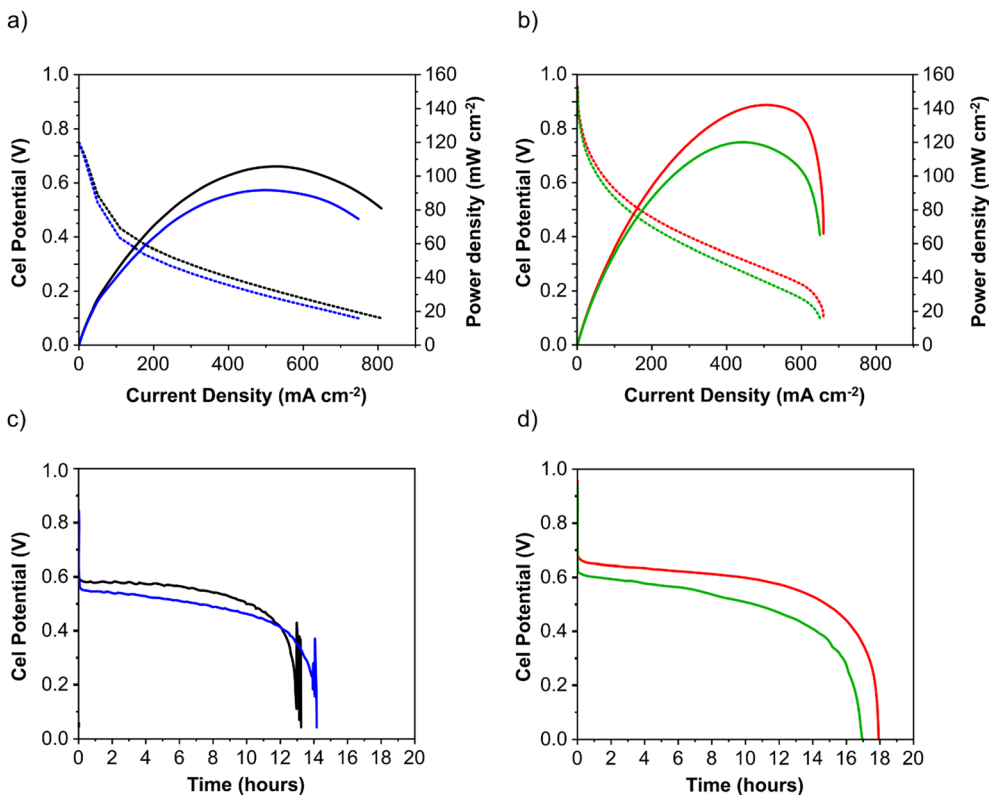 a)
1.0
0.8
0.6
0.4
0.2
0.0
Cel Potential (V)
160
140
120
100
80
60
40
20
0
Power density (mW cm-2)
0 200 400 600 800
Current Density (mA cm-2)
b)
1.0
0.8
0.6
0.4
0.2
0.0
Cel Potential (V)
160
140
120
100
80
60
40
20
0
Power density (mW cm-2)
0 200 400 600 800
Current Density (mA cm-2)
c)
1.0
0.8
0.6
0.4
0.2
0.0
Cel Potential (V)
0 2 4 6 8 10 12 14 16 18 20
Time (hours)
d)
1.0
0.8
0.6
0.4
0.2
0.0
Cel Potential (V)
0 2 4 6 8 10 12 14 16 18 20
Time (hours)